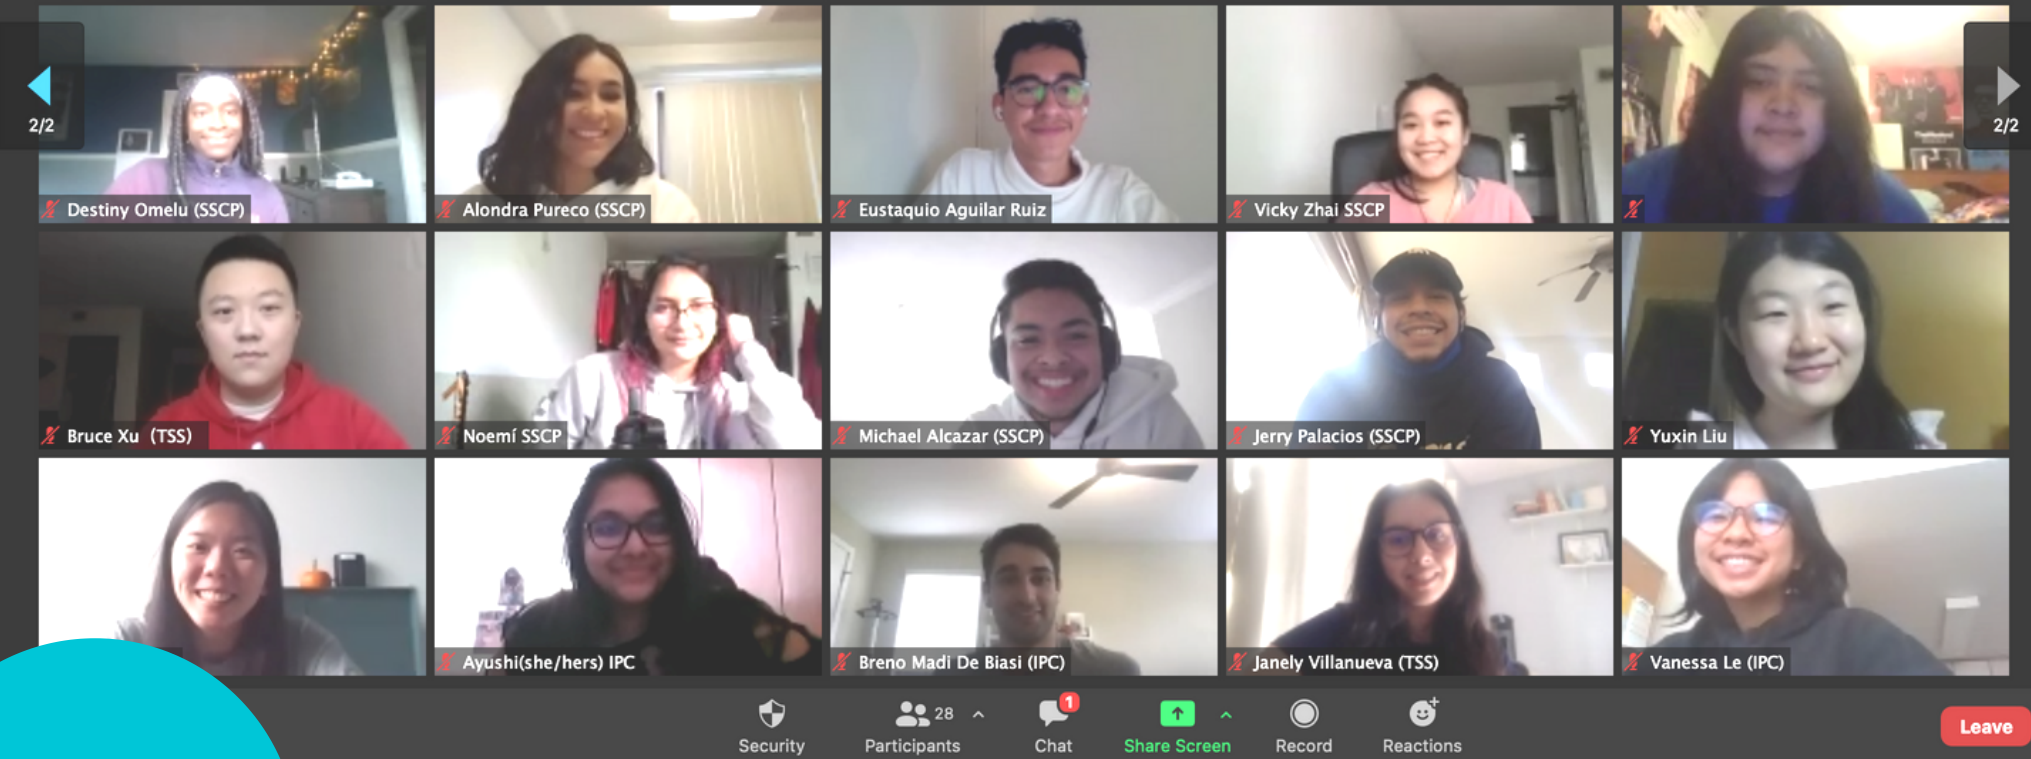 2/2
2/2
Destiny Omelu (SSCP)
Alondra Pureco (SSCP)
Eustaquio Aguilar Ruiz
Vicky Zhai SSCP
Bruce Xu (TSS)
Noemí SSCP
Michael Alcazar (SSCP)
Jerry Palacios (SSCP)
Yuxin Liu
Ayushi(she/hers) IPC
Breno Madi De Biasi (IPC)
Janely Villanueva (TSS)
Vanessa Le (IPC)
28
1
Security
Participants
Chat
Share Screen
Record
Reactions
Leave